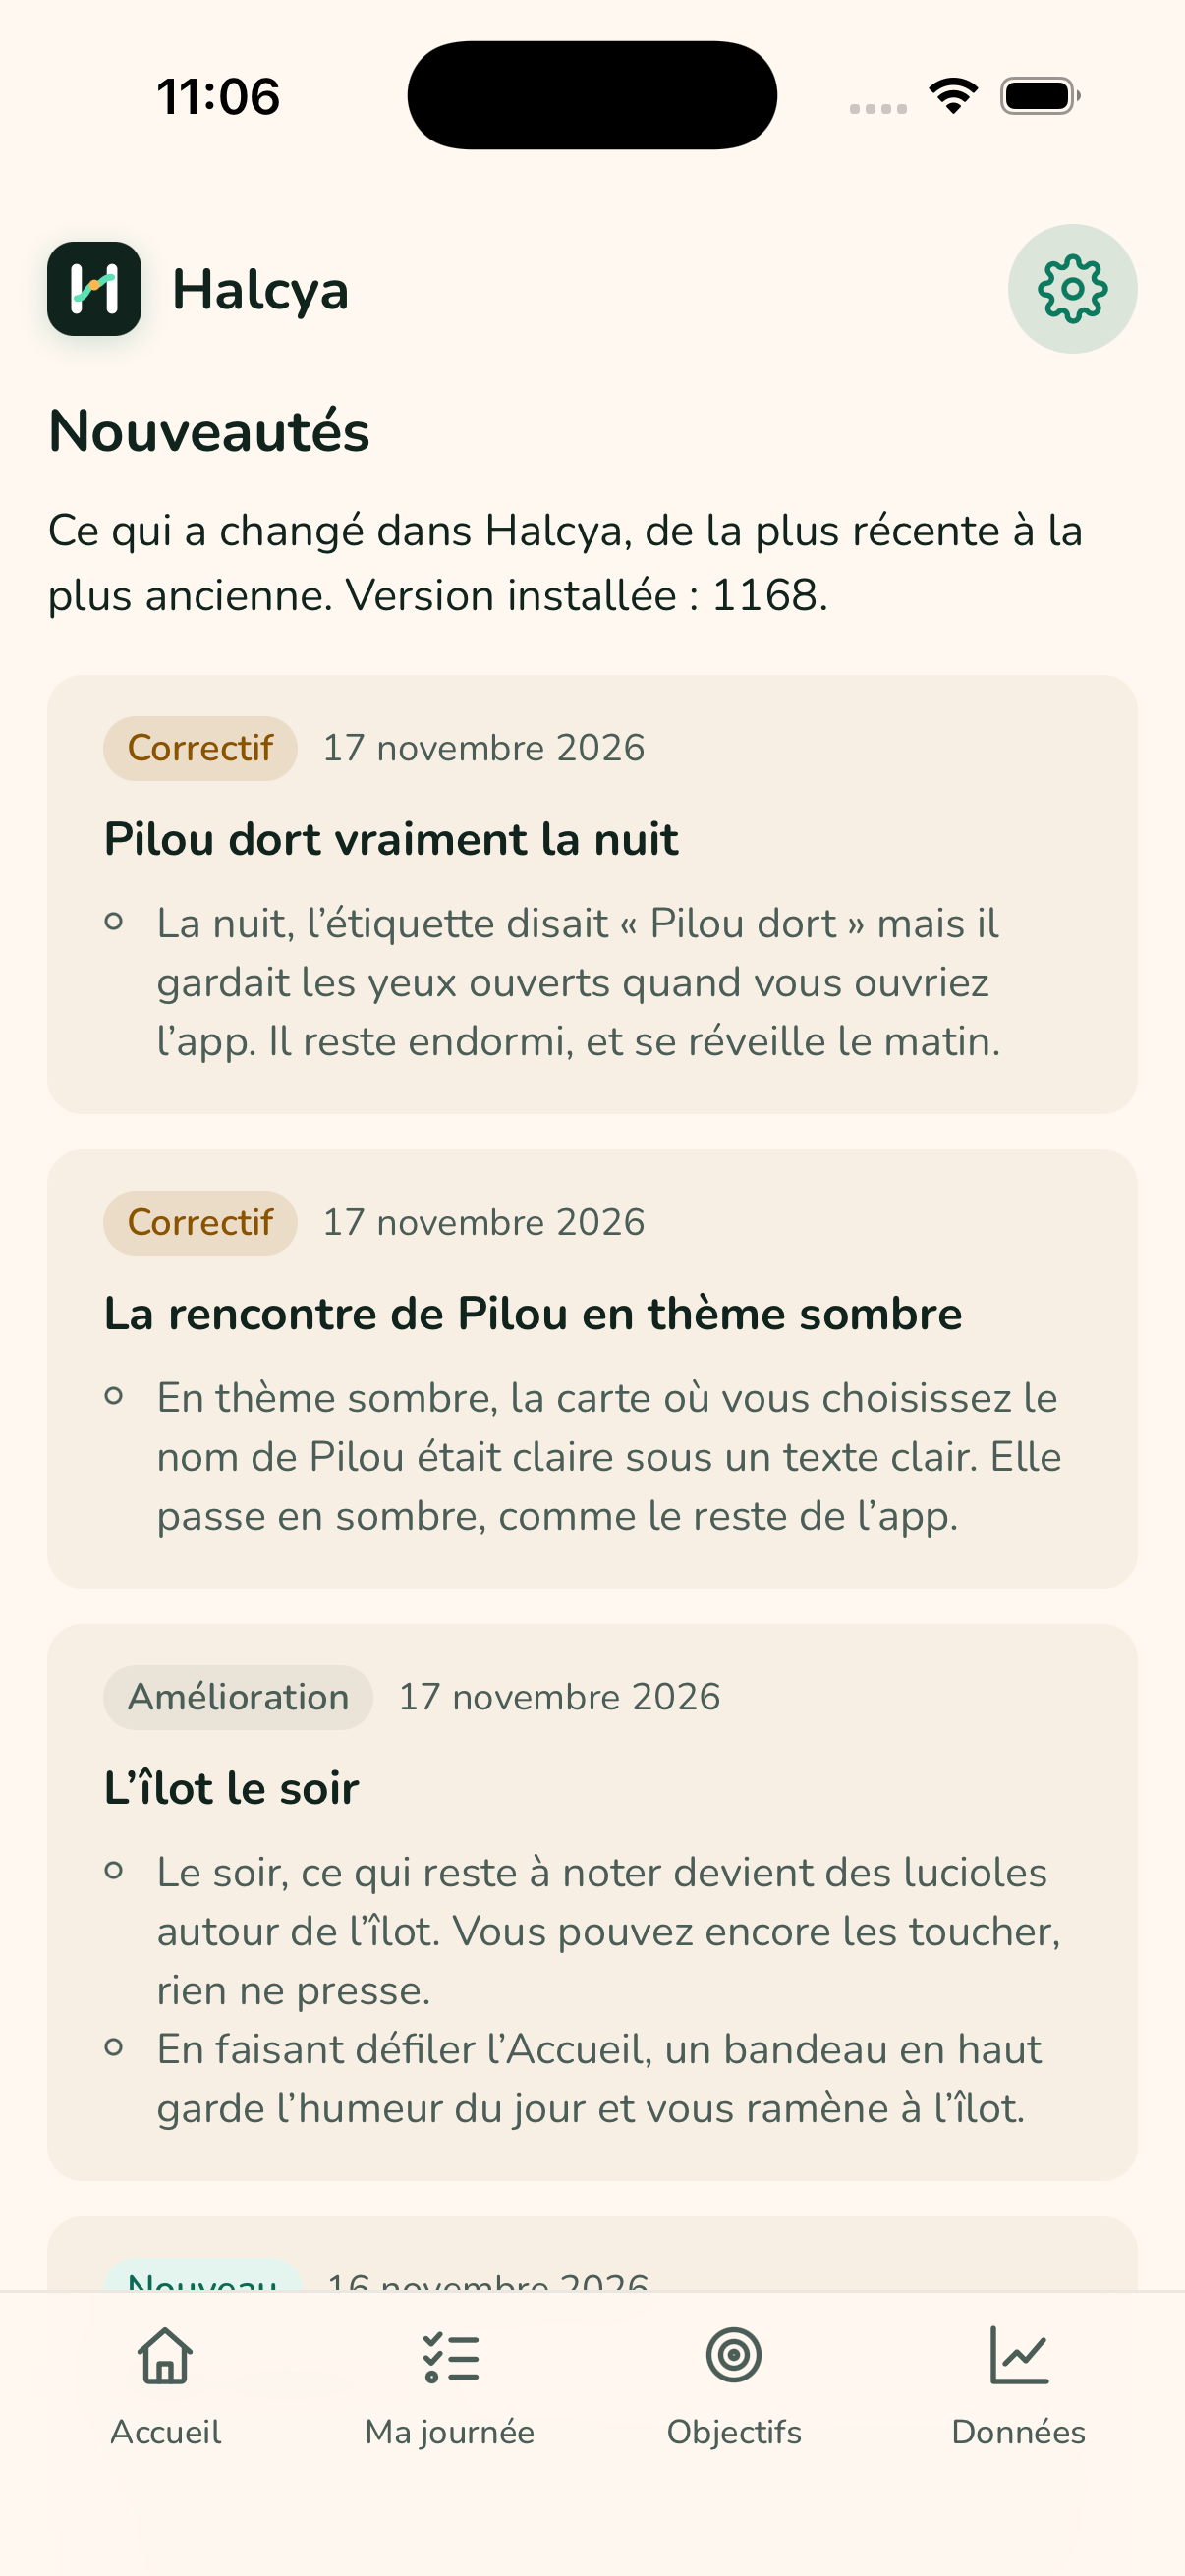 11:06
Halcya
Nouveautés
Ce qui a changé dans Halcya, de la plus récente à la
plus ancienne. Version installée : 1168.
Correctif 17 novembre 2026
Pilou dort vraiment la nuit
La nuit, l’étiquette disait « Pilou dort » mais il
gardait les yeux ouverts quand vous ouvriez
l’app. Il reste endormi, et se réveille le matin.
Correctif 17 novembre 2026
La rencontre de Pilou en thème sombre
En thème sombre, la carte où vous choisissez le
nom de Pilou était claire sous un texte clair. Elle
passe en sombre, comme le reste de l’app.
Amélioration 17 novembre 2026
L’îlot le soir
Le soir, ce qui reste à noter devient des lucioles
autour de l’îlot. Vous pouvez encore les toucher,
rien ne presse.
En faisant défiler l’Accueil, un bandeau en haut
garde l’humeur du jour et vous ramène à l’îlot.
Nouveau 16 novembre 2026
Accueil Ma journée Objectifs Données